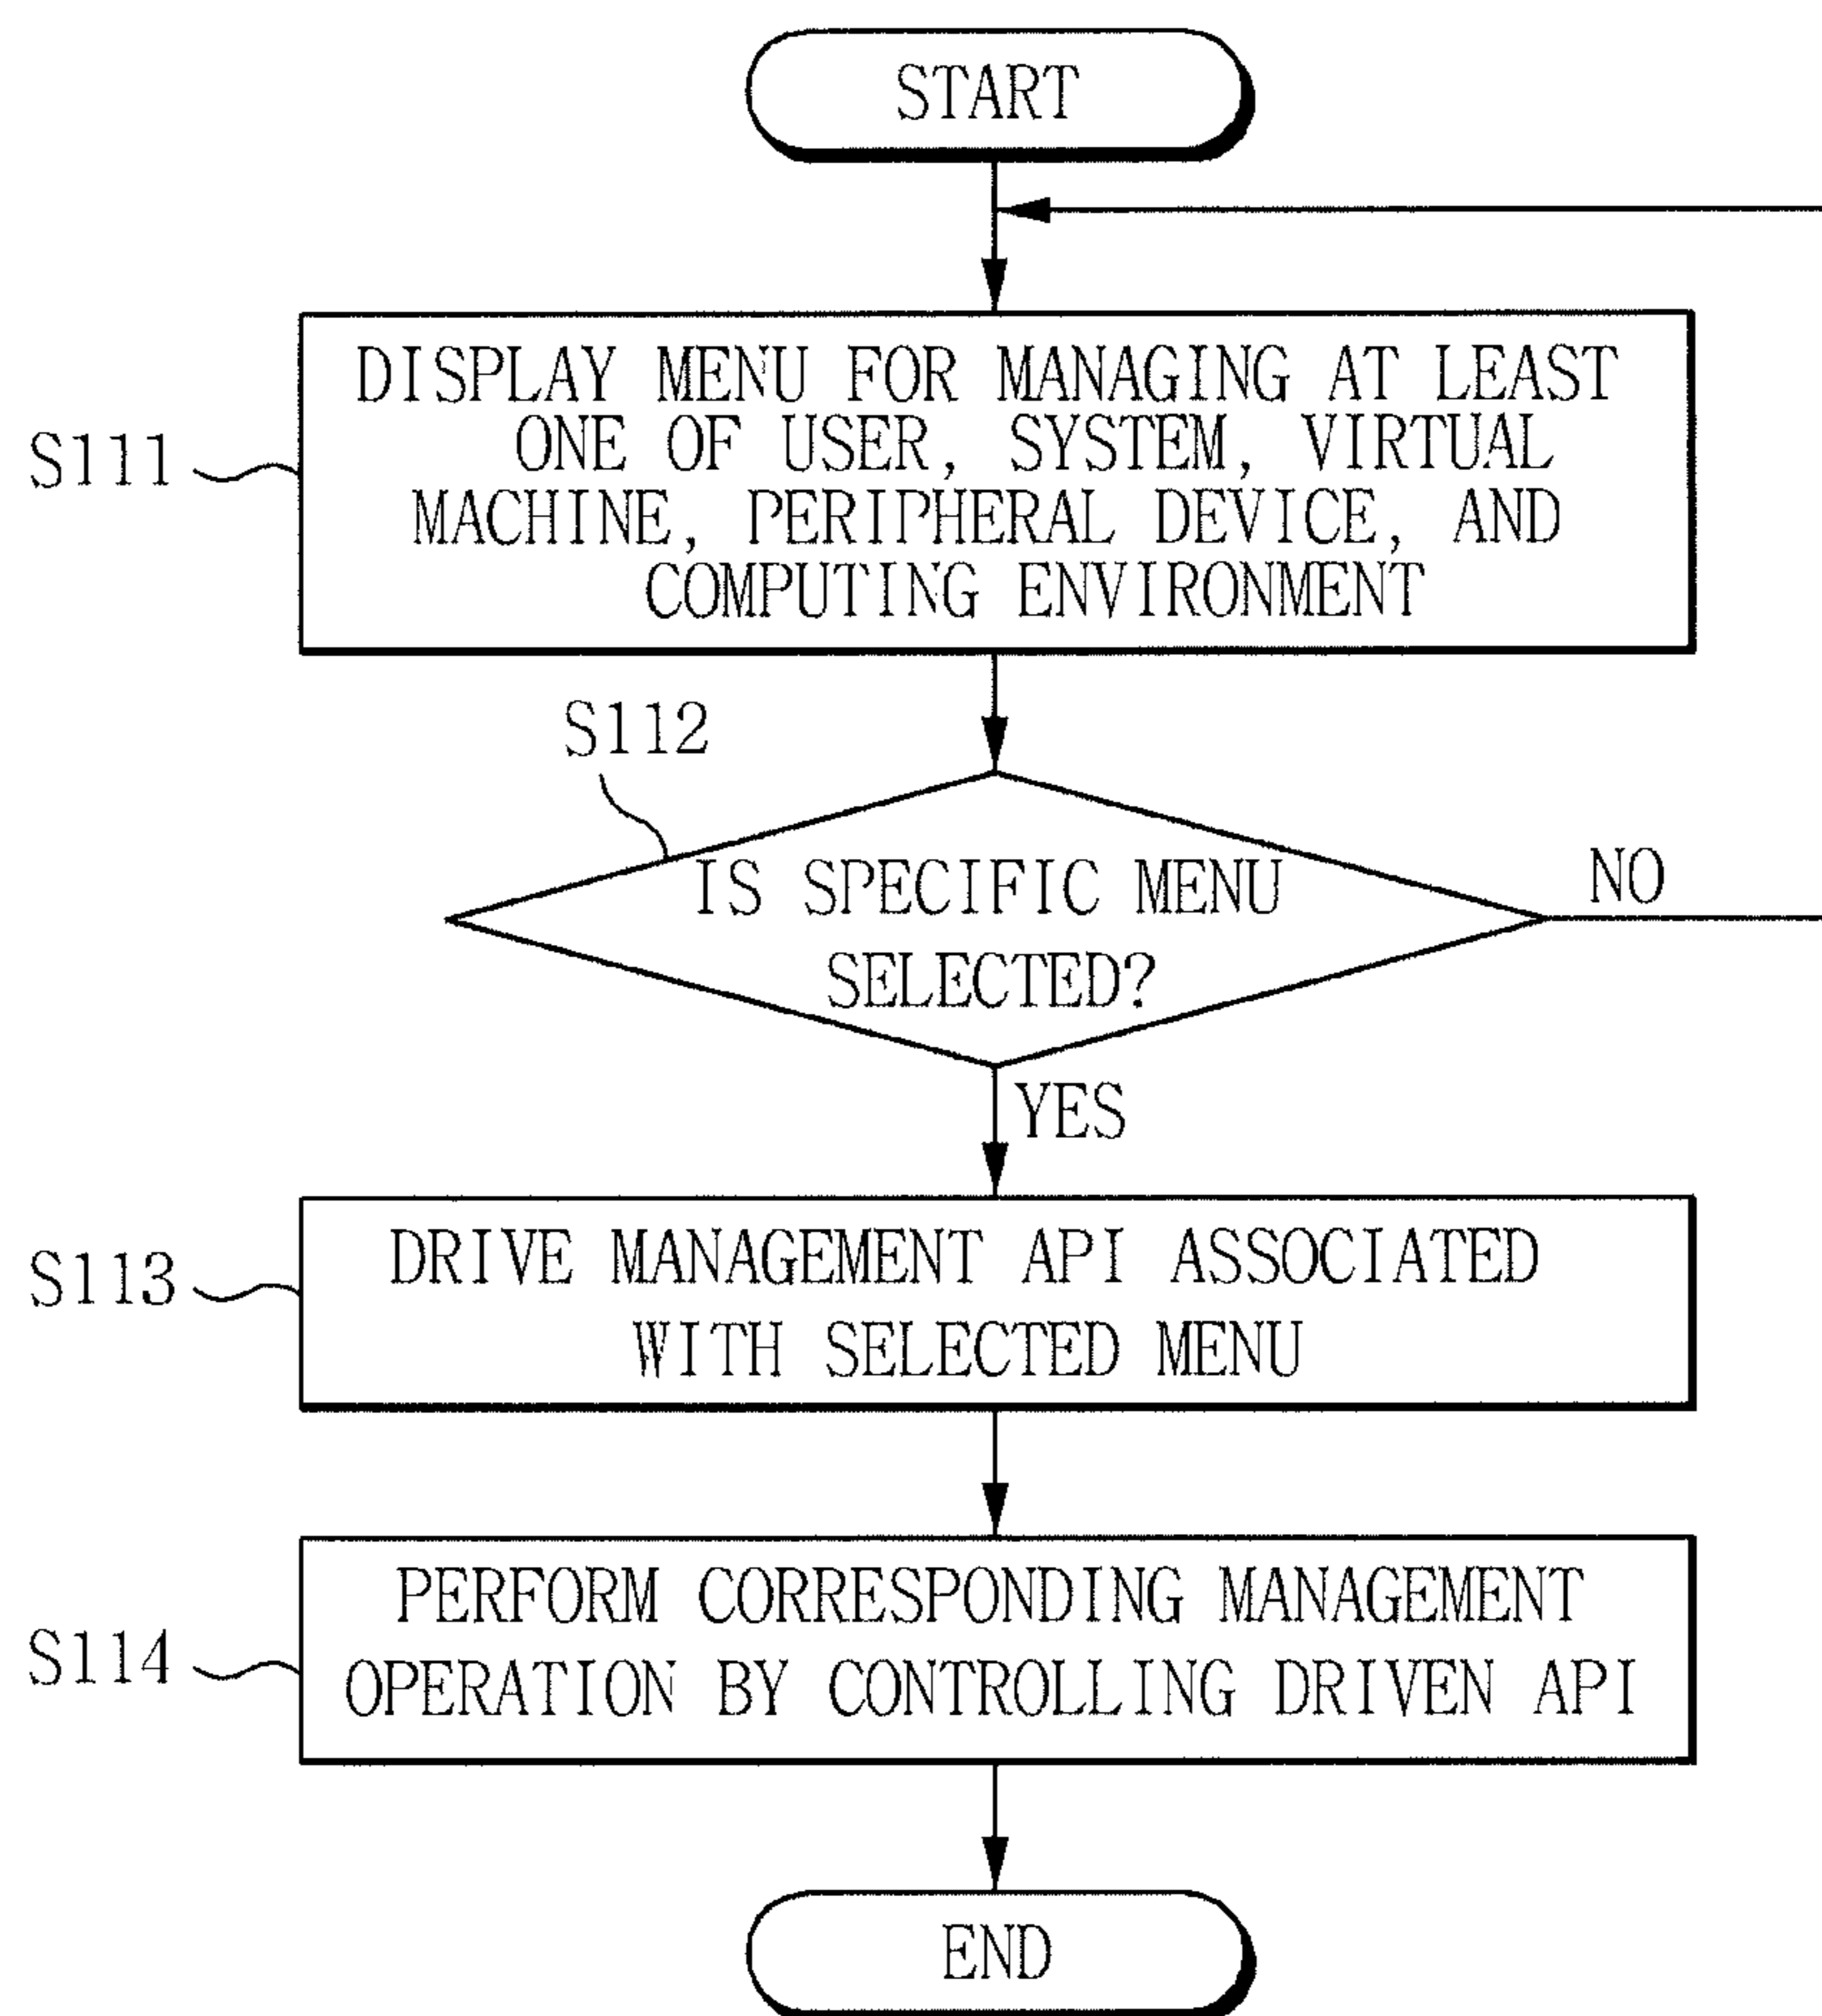 START
DISPLAY MENU FOR MANAGING AT LEAST
ONE OF USER, SYSTEM, VIRTUAL
MACHINE, PERIPHERAL DEVICE, AND
COMPUTING ENVIRONMENT
S111
S112
IS SPECIFIC MENU
SELECTED?
NO
YES
S113
DRIVE MANAGEMENT API ASSOCIATED
WITH SELECTED MENU
S114
PERFORM CORRESPONDING MANAGEMENT
OPERATION BY CONTROLLING DRIVEN API
END